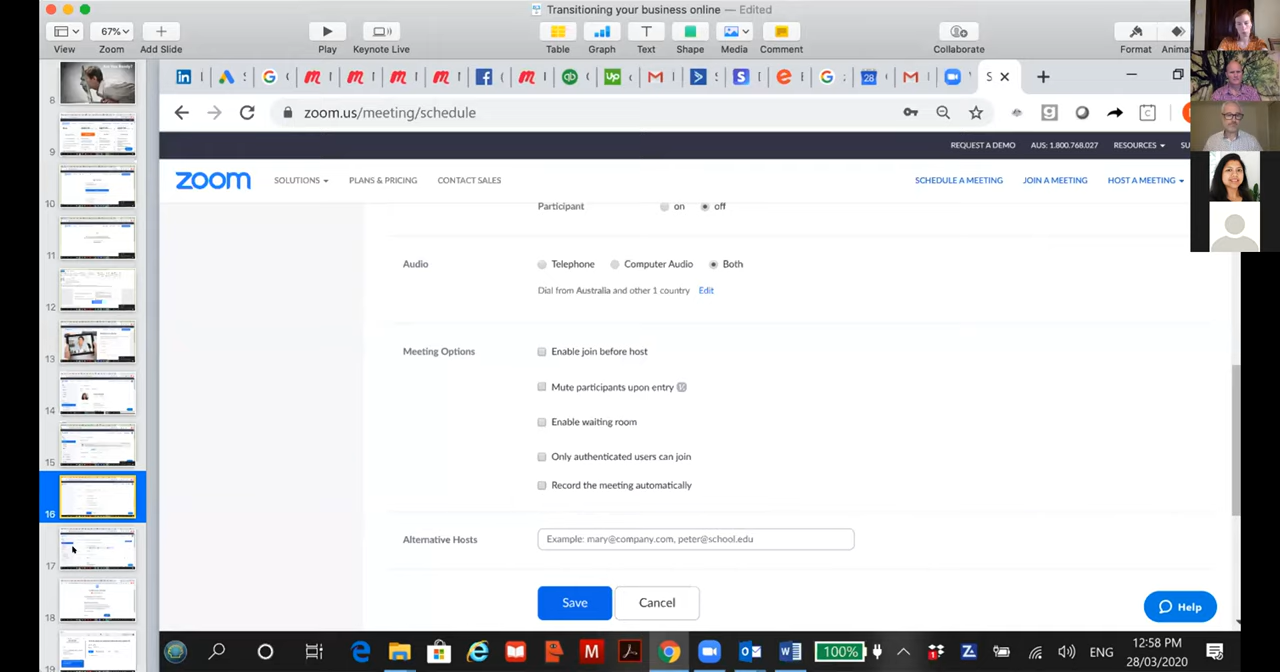 Transitioning your business online — Edited
67%
View
Zoom
Add Slide
Play
Keynote Live
Table
Graph
Text
Shape
Media
Comment
Collaborate
Format
Animat
zoom.us/meeting/schedule
REQUEST A DEMO
AUS: 1.800.768.027
RESOURCES
SU
zoom
SOLUTIONS
PLANS & PRICING
CONTACT SALES
SCHEDULE A MEETING
JOIN A MEETING
HOST A MEETING
Participant
on
off
Audio
Telephone
Computer Audio
Both
Dial from Australia and other 1 country
Edit
Meeting Options
Enable join before host
Mute participants upon entry
Enable waiting room
Only authenticated users can join
Record the meeting automatically
Alternative Hosts
Example: mary@company.com, peter@school.edu
Save
Cancel
Help
8
9
10
11
12
13
14
15
16
17
18
19
100%
ENG
12:58 PM
28/03/2020